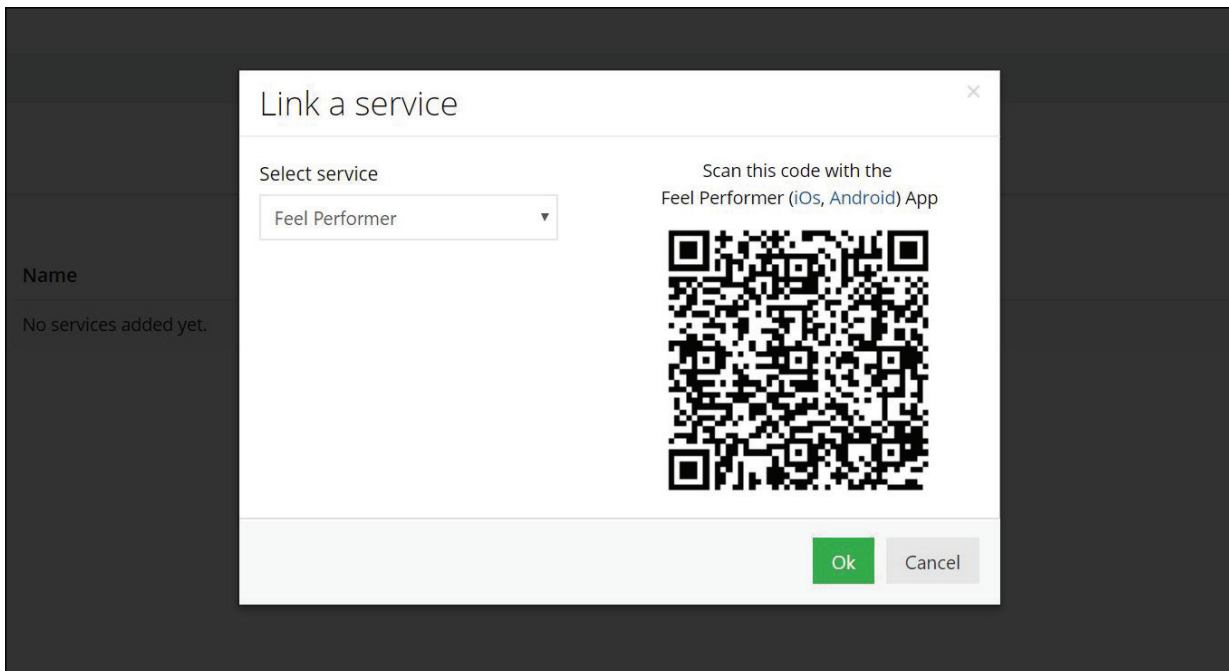 Link a service
×
Select service
Feel Performer
Scan this code with the
Feel Performer (iOs, Android) App
Name
No services added yet.
Ok
Cancel